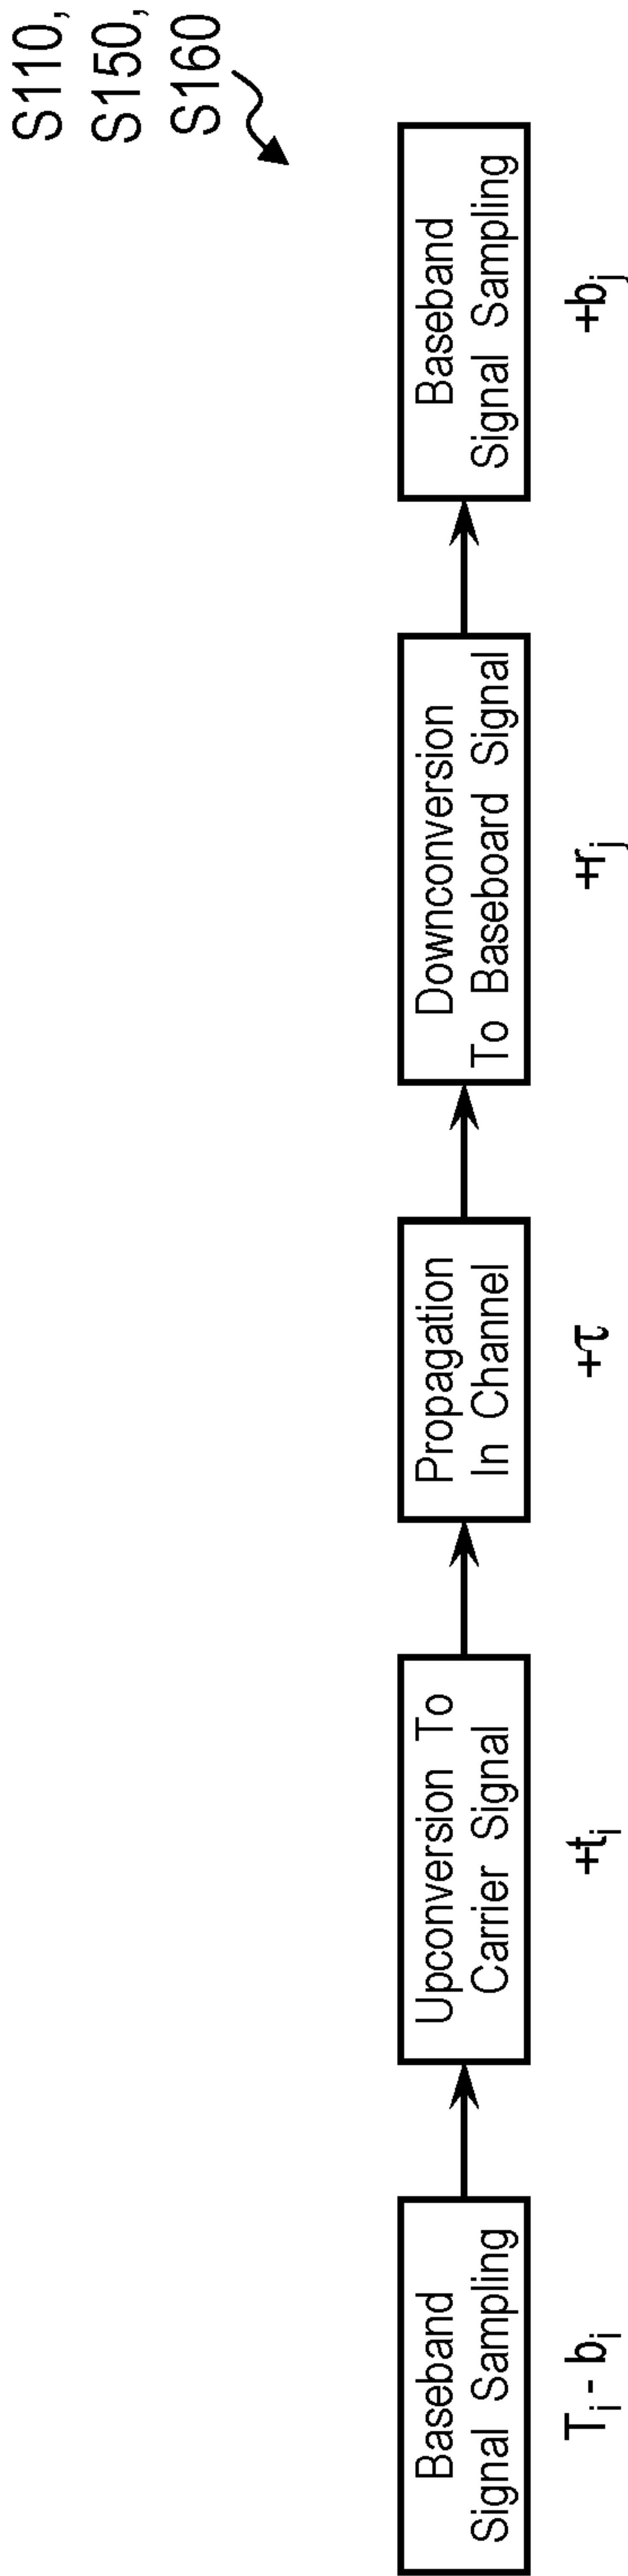 S110,
S150,
S160
Baseband
Signal Sampling
T_i - b_i
Upconversion To
Carrier Signal
+t_i
Propagation
In Channel
+τ
Downconversion
To Baseboard Signal
+r_j
Baseband
Signal Sampling
+b_j